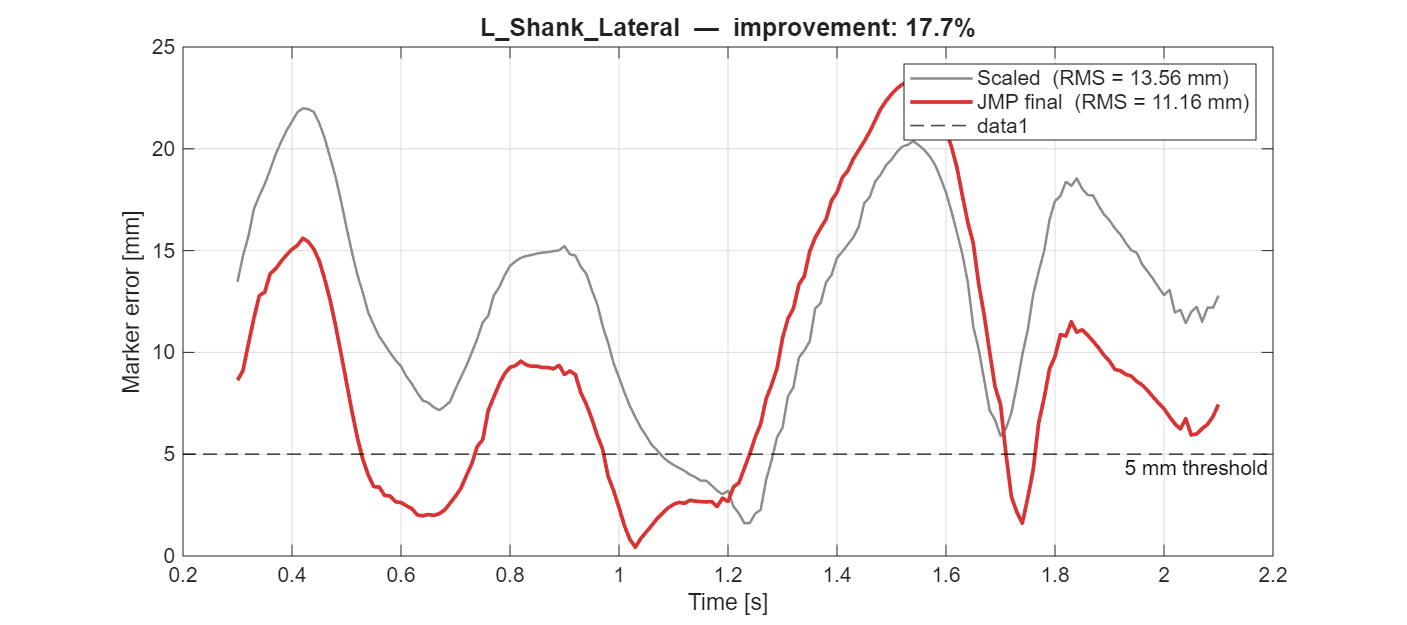 L_Shank_Lateral — improvement: 17.7%
25
20
15
10
5
0
Marker error [mm]
Scaled (RMS = 13.56 mm)
JMP final (RMS = 11.16 mm)
data1
5 mm threshold
0.2 0.4 0.6 0.8 1 1.2 1.4 1.6 1.8 2 2.2
Time [s]